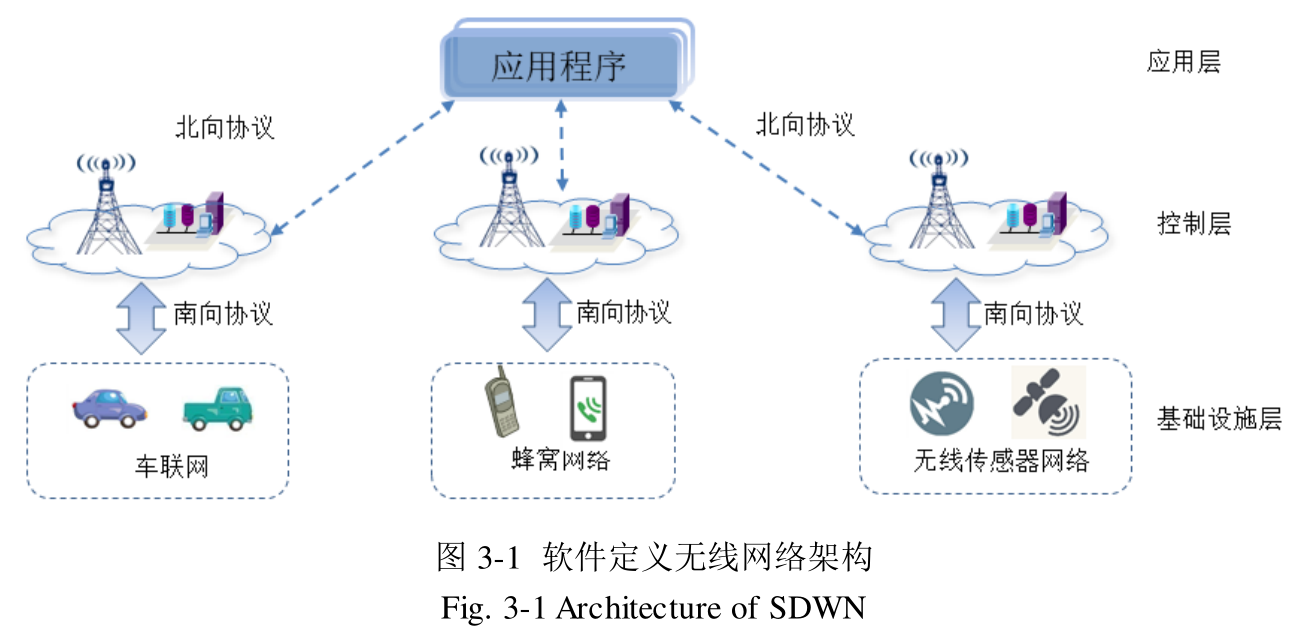 应用程序
应用层
北向协议
北向协议
控制层
南向协议
南向协议
南向协议
车联网
蜂窝网络
无线传感器网络
基础设施层
图 3-1 软件定义无线网络架构
Fig. 3-1 Architecture of SDWN